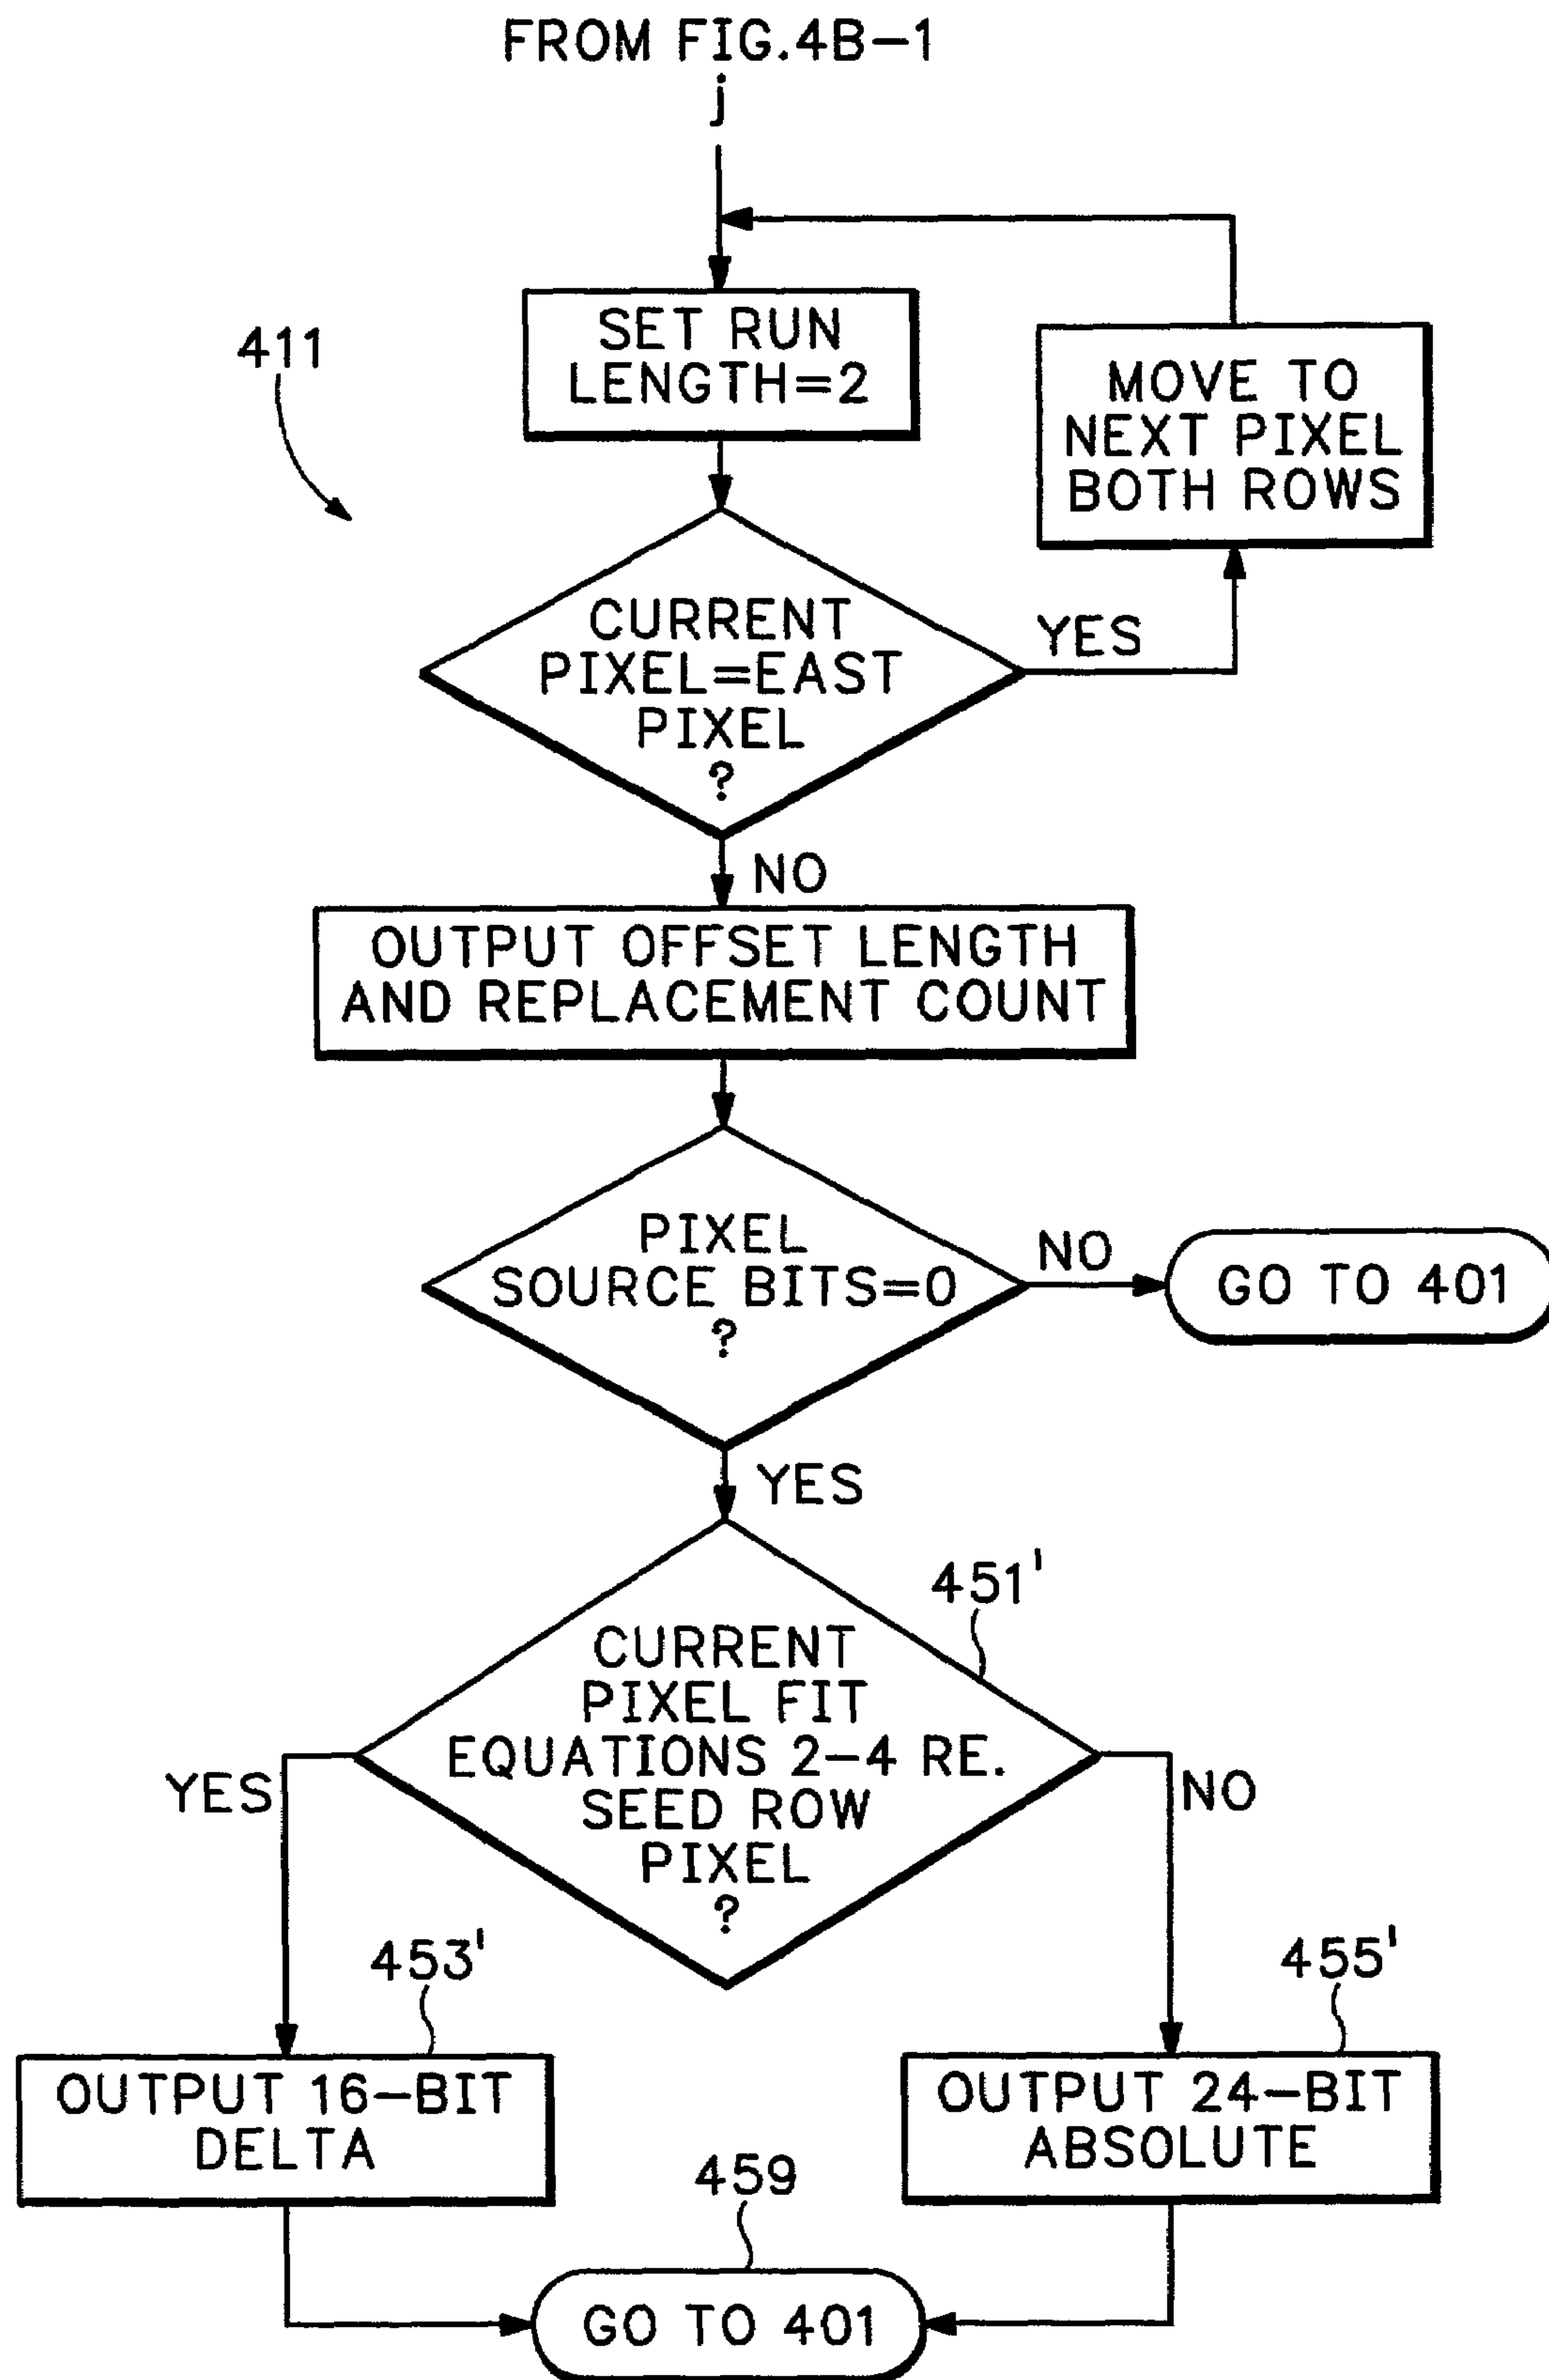 FROM FIG.4B-1
j
411
SET RUN
LENGTH=2
MOVE TO
NEXT PIXEL
BOTH ROWS
CURRENT
PIXEL=EAST
PIXEL
?
YES
NO
OUTPUT OFFSET LENGTH
AND REPLACEMENT COUNT
PIXEL
SOURCE BITS=0
?
NO
GO TO 401
YES
451'
CURRENT
PIXEL FIT
EQUATIONS 2-4 RE.
SEED ROW
PIXEL
?
YES
NO
453'
455'
OUTPUT 16-BIT
DELTA
OUTPUT 24-BIT
ABSOLUTE
459
GO TO 401